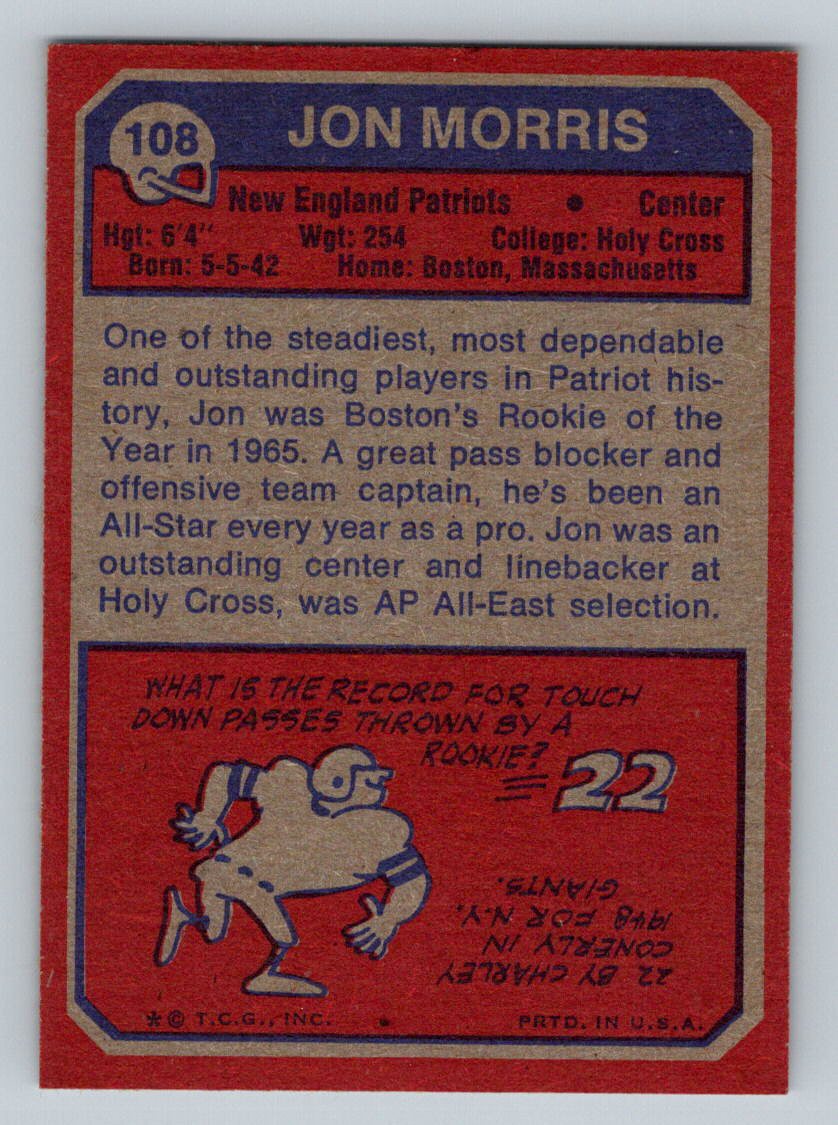 108
JON MORRIS
New England Patriots • Center
Hgt: 6'4" Wgt: 254 College: Holy Cross
Born: 5-5-42 Home: Boston, Massachusetts
One of the steadiest, most dependable
and outstanding players in Patriot his-
tory, Jon was Boston's Rookie of the
Year in 1965. A great pass blocker and
offensive team captain, he's been an
All-Star every year as a pro. Jon was an
outstanding center and linebacker at
Holy Cross, was AP All-East selection.
WHAT IS THE RECORD FOR TOUCH
DOWN PASSES THROWN BY A
ROOKIE?
22
22 BY CHARLEY
CONERLY IN
1948 FOR N.Y.
GIANTS.
* © T.C.G., INC. • PRTD. IN U.S.A.